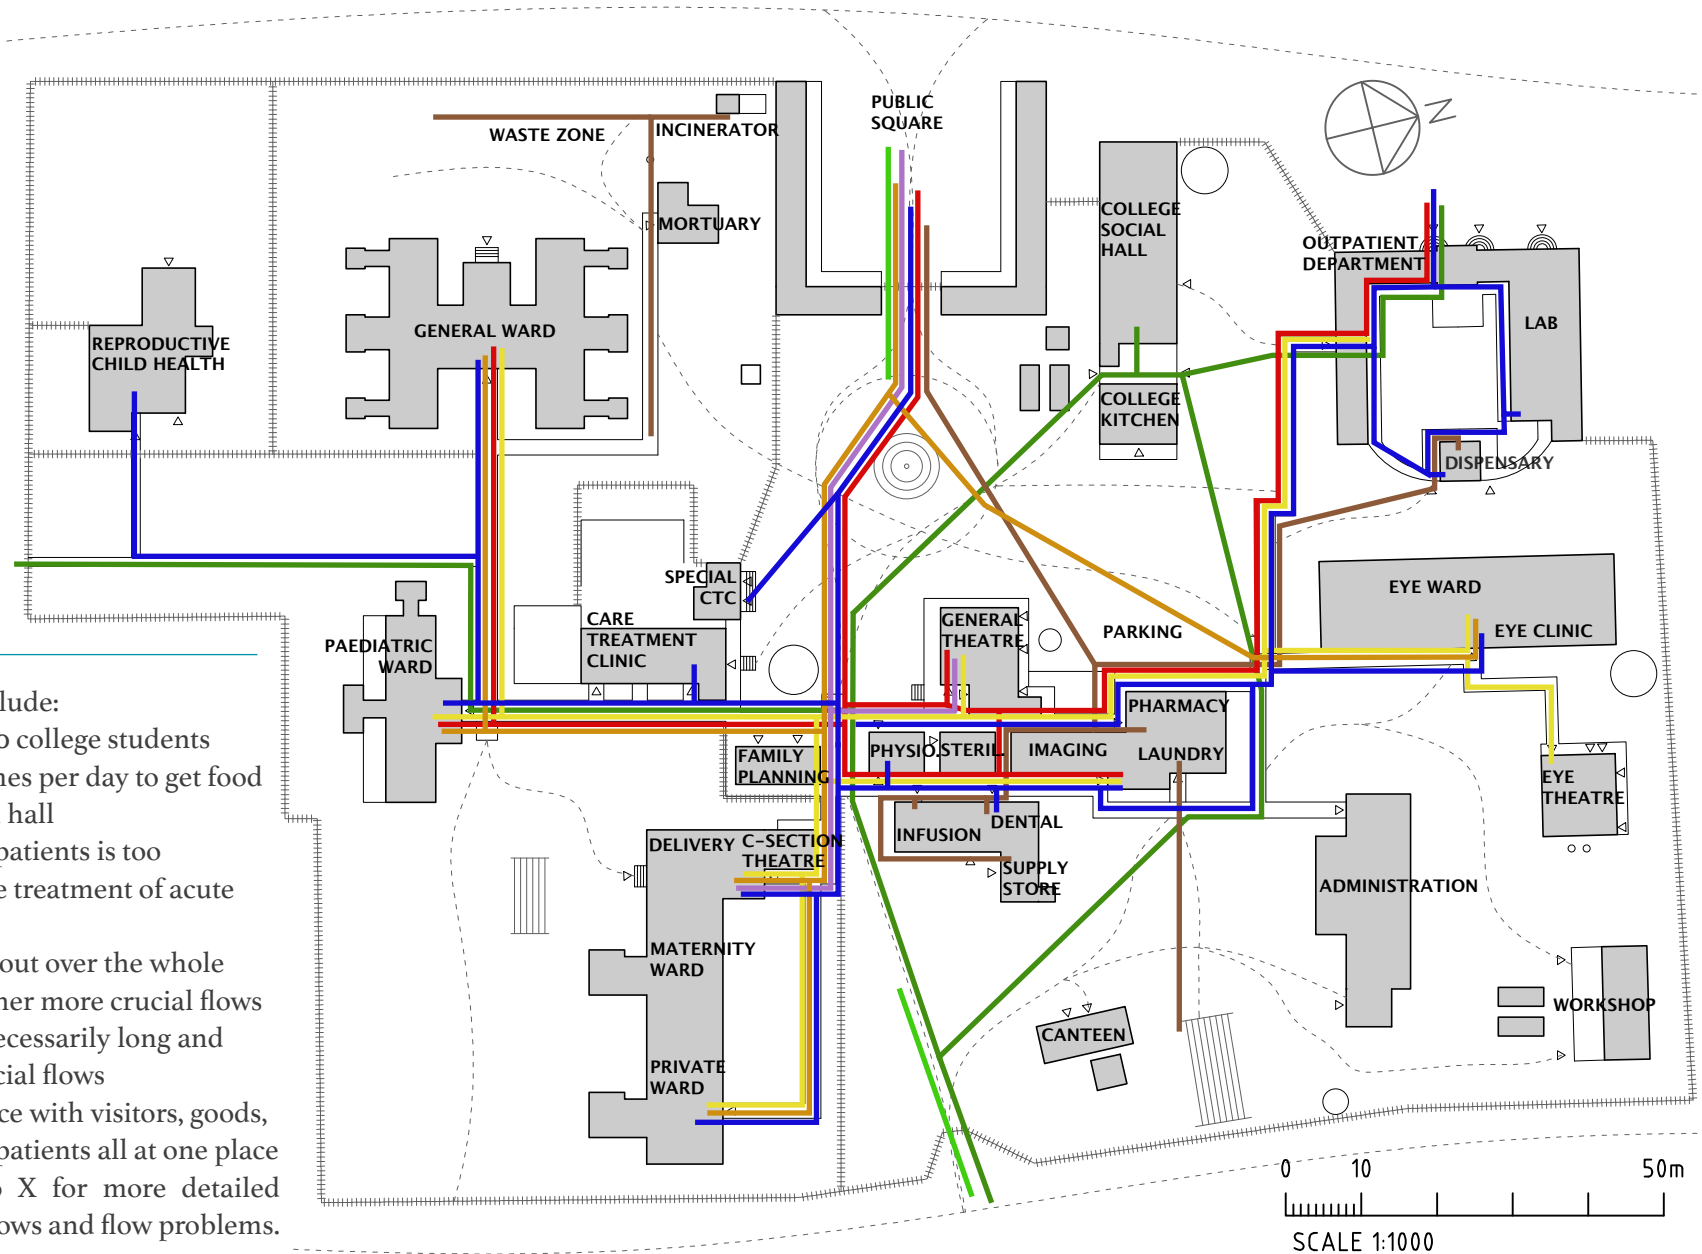 PUBLIC
SQUARE
WASTE ZONE
INCINERATOR
MORTUARY
N
COLLEGE
SOCIAL
HALL
OUTPATIENT
DEPARTMENT
LAB
GENERAL WARD
REPRODUCTIVE
CHILD HEALTH
COLLEGE
KITCHEN
DISPENSARY
SPECIAL
CTC
CARE
TREATMENT
CLINIC
PAEDIATRIC
WARD
GENERAL
THEATRE
PARKING
EYE WARD
EYE CLINIC
PHARMACY
LAUNDRY
FAMILY
PLANNING
PHYSIO.
STERIL.
IMAGING
EYE
THEATRE
INFUSION
DENTAL
SUPPLY
STORE
DELIVERY
C-SECTION
THEATRE
ADMINISTRATION
MATERNITY
WARD
PRIVATE
WARD
CANTEEN
WORKSHOP
lude:
o college students
nes per day to get food
hall
patients is too
e treatment of acute
out over the whole
ner more crucial flows
ecessarily long and
cial flows
ce with visitors, goods,
patients all at one place
X for more detailed
ows and flow problems.
0 10 50m
SCALE 1:1000